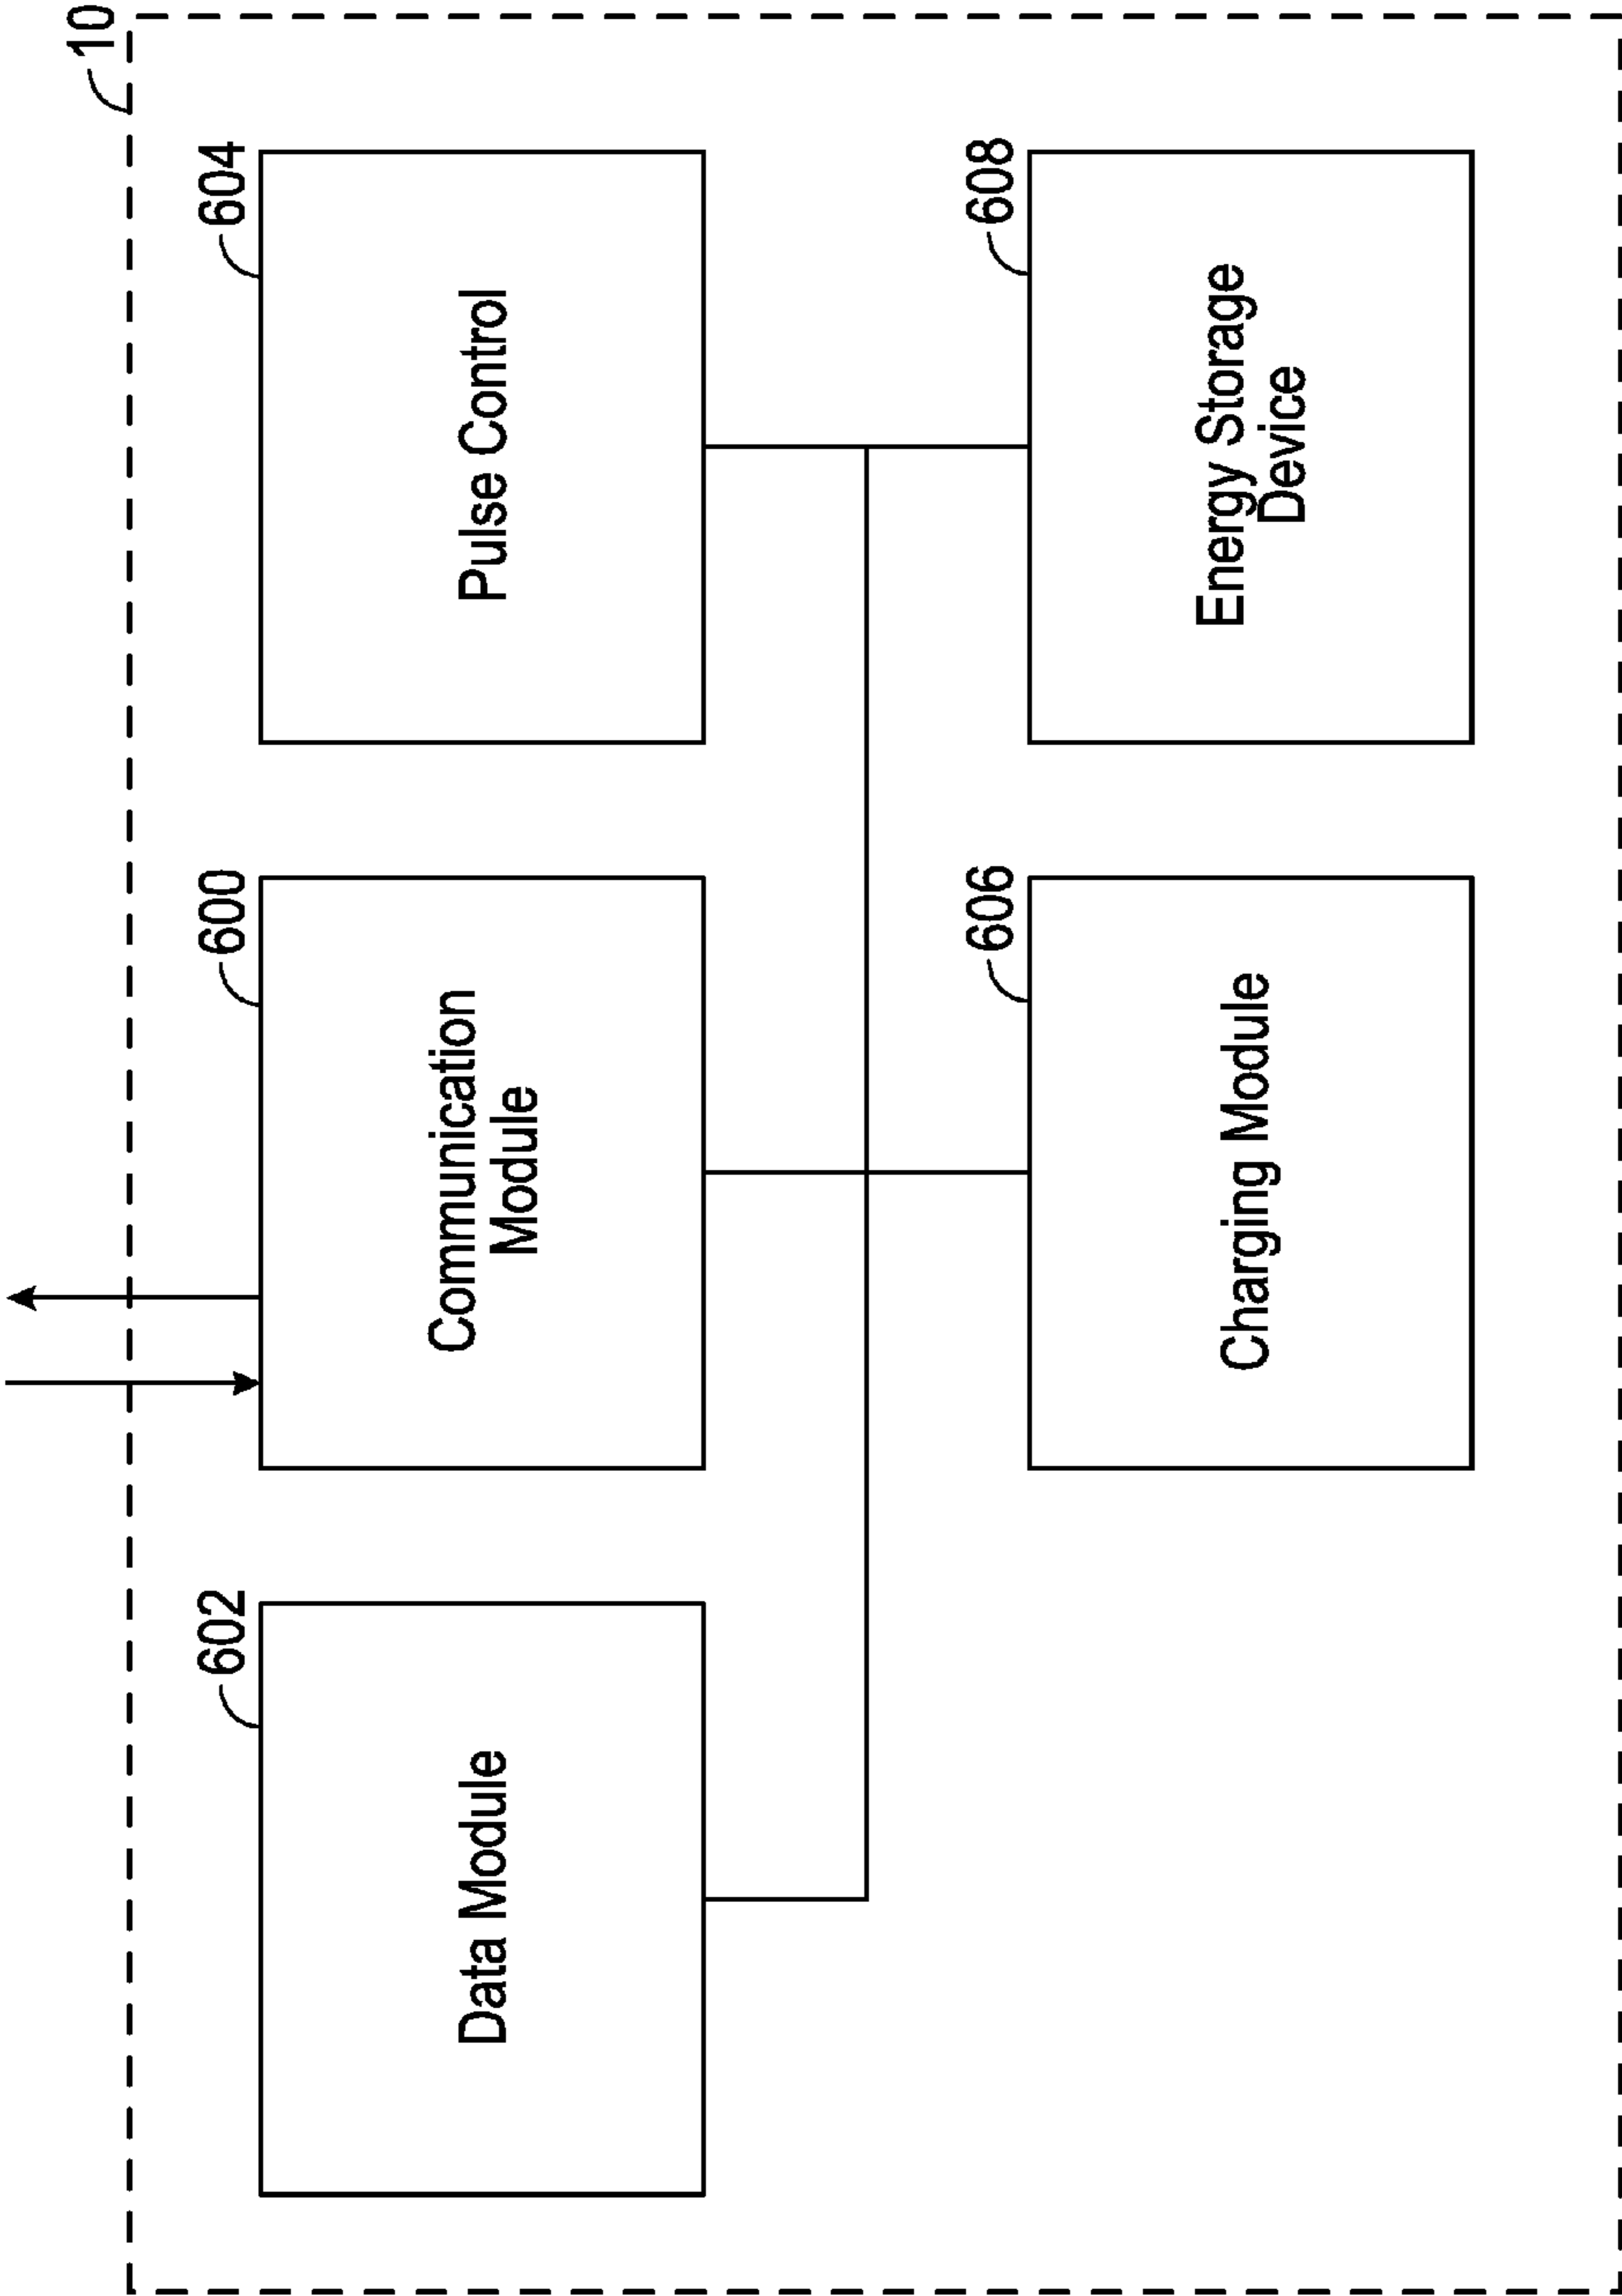 10
602
Data Module
600
Communication
Module
604
Pulse Control
606
Charging Module
608
Energy Storage
Device